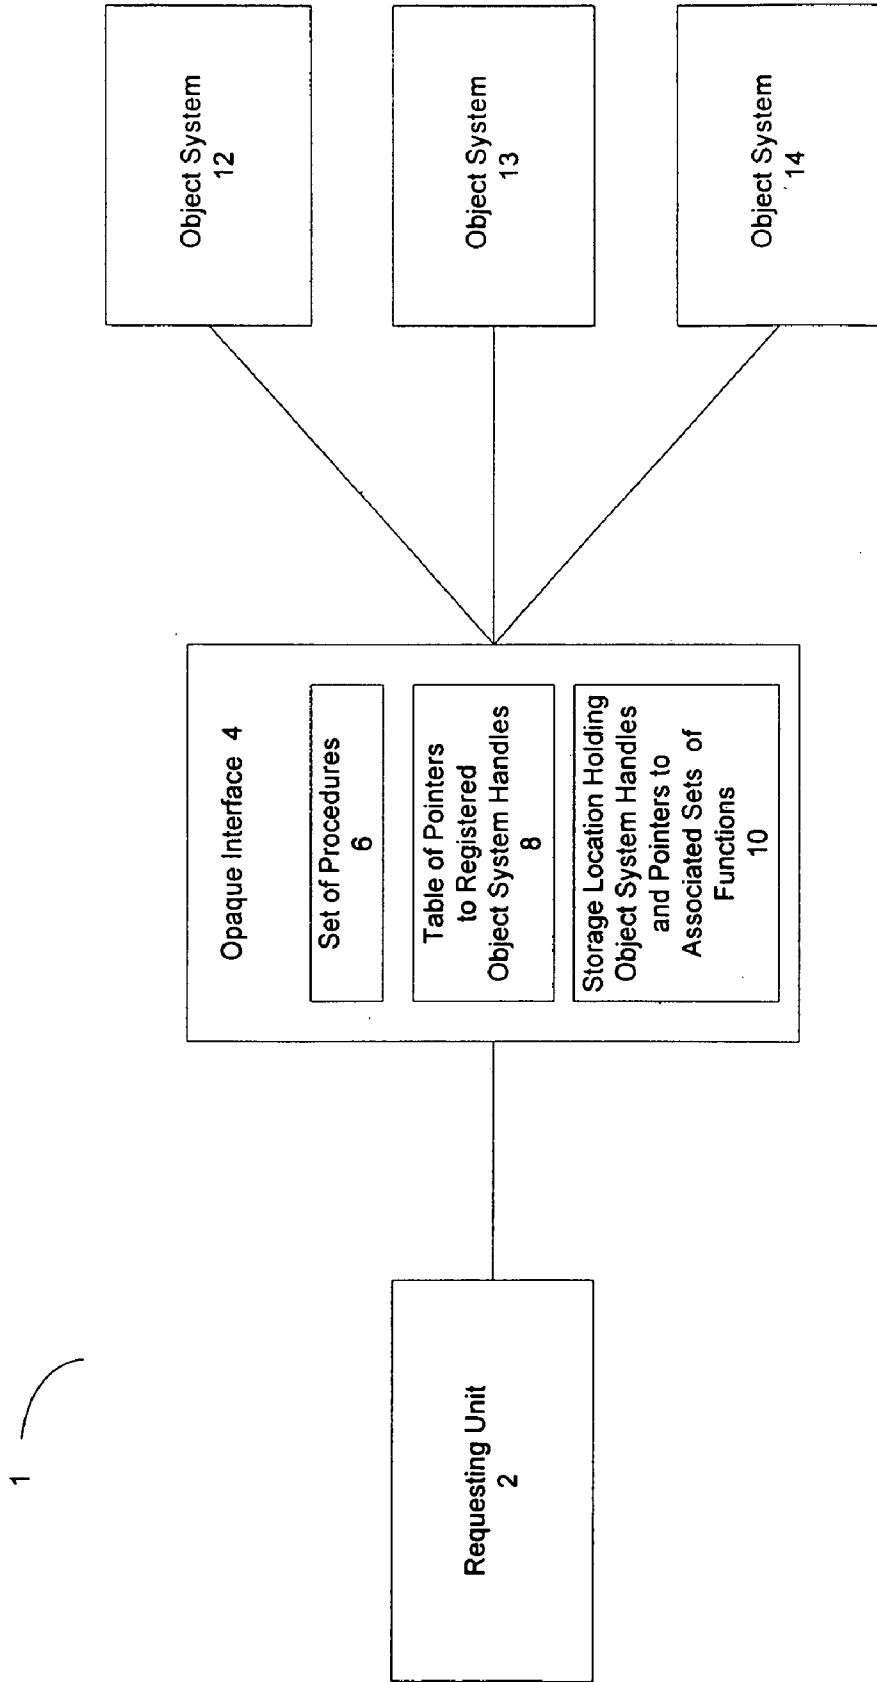 1
Requesting Unit
2
Opaque Interface 4
Set of Procedures
6
Table of Pointers
to Registered
Object System Handles
8
Storage Location Holding
Object System Handles
and Pointers to
Associated Sets of
Functions
10
Object System
12
Object System
13
Object System
14